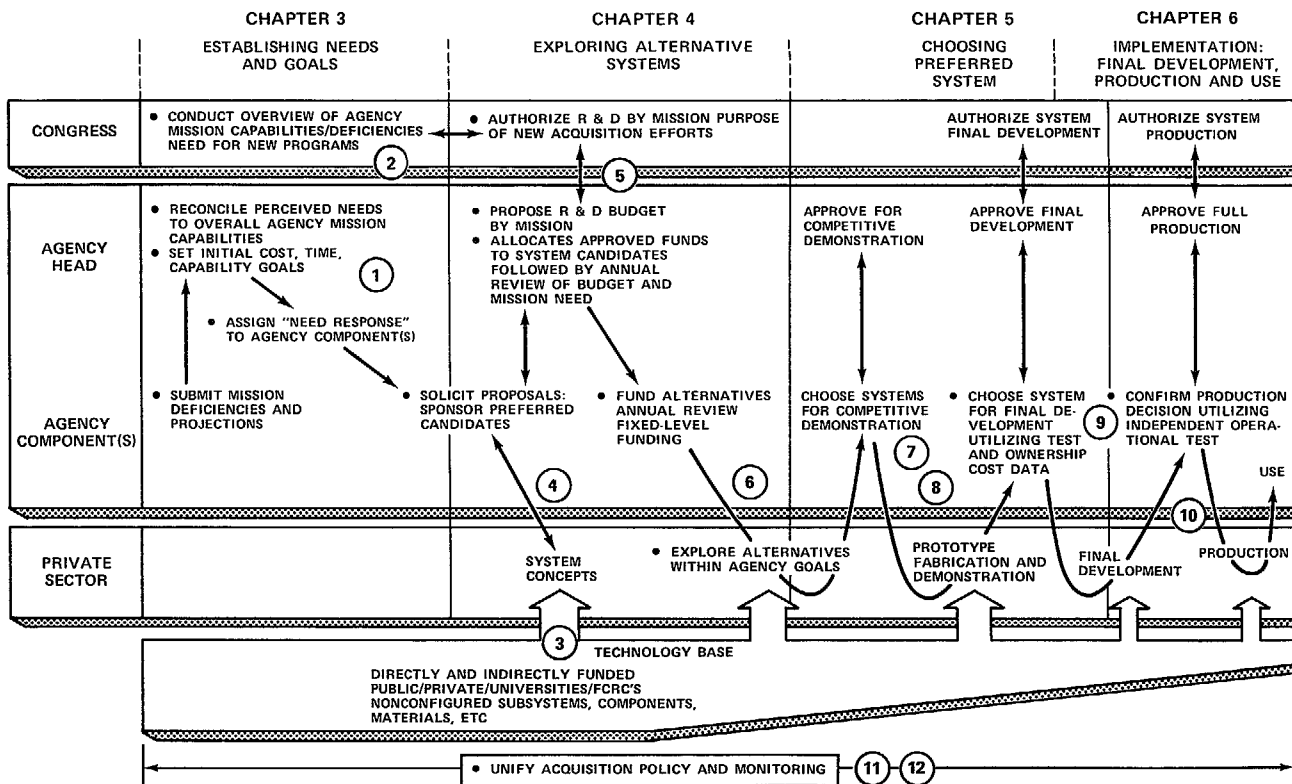 CHAPTER 3
ESTABLISHING NEEDS
AND GOALS
CHAPTER 4
EXPLORING ALTERNATIVE
SYSTEMS
CHAPTER 5
CHOOSING
PREFERRED
SYSTEM
CHAPTER 6
IMPLEMENTATION:
FINAL DEVELOPMENT,
PRODUCTION AND USE
CONGRESS
• CONDUCT OVERVIEW OF AGENCY
MISSION CAPABILITIES/DEFICIENCIES
NEED FOR NEW PROGRAMS
2
• AUTHORIZE R & D BY MISSION PURPOSE
OF NEW ACQUISITION EFFORTS
5
AUTHORIZE SYSTEM
FINAL DEVELOPMENT
AUTHORIZE SYSTEM
PRODUCTION
AGENCY
HEAD
• RECONCILE PERCEIVED NEEDS
TO OVERALL AGENCY MISSION
CAPABILITIES
• SET INITIAL COST, TIME,
CAPABILITY GOALS
1
• ASSIGN "NEED RESPONSE"
TO AGENCY COMPONENT(S)
• PROPOSE R & D BUDGET
BY MISSION
• ALLOCATES APPROVED FUNDS
TO SYSTEM CANDIDATES
FOLLOWED BY ANNUAL
REVIEW OF BUDGET AND
MISSION NEED
APPROVE FOR
COMPETITIVE
DEMONSTRATION
APPROVE FINAL
DEVELOPMENT
APPROVE FULL
PRODUCTION
AGENCY
COMPONENT(S)
• SUBMIT MISSION
DEFICIENCIES AND
PROJECTIONS
• SOLICIT PROPOSALS:
SPONSOR PREFERRED
CANDIDATES
4
• FUND ALTERNATIVES
ANNUAL REVIEW
FIXED-LEVEL
FUNDING
6
CHOOSE SYSTEMS
FOR COMPETITIVE
DEMONSTRATION
7
8
• CHOOSE SYSTEM
FOR FINAL DE-
VELOPMENT
UTILIZING TEST
AND OWNERSHIP
COST DATA
9
• CONFIRM PRODUCTION
DECISION UTILIZING
INDEPENDENT OPERA-
TIONAL TEST
USE
10
PRIVATE
SECTOR
SYSTEM
CONCEPTS
• EXPLORE ALTERNATIVES
WITHIN AGENCY GOALS
PROTOTYPE
FABRICATION AND
DEMONSTRATION
FINAL
DEVELOPMENT
PRODUCTION
3
TECHNOLOGY BASE
DIRECTLY AND INDIRECTLY FUNDED
PUBLIC/PRIVATE/UNIVERSITIES/FCRC'S
NONCONFIGURED SUBSYSTEMS, COMPONENTS,
MATERIALS, ETC
• UNIFY ACQUISITION POLICY AND MONITORING
11
12